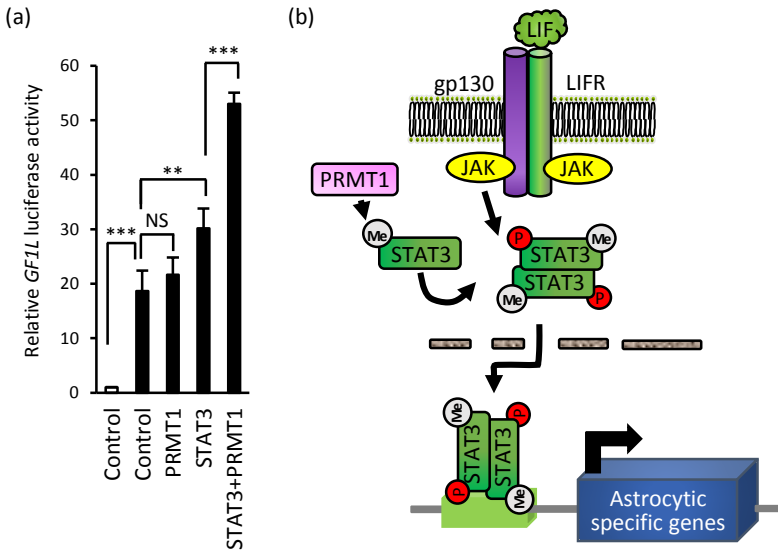 (a)
Relative GF1L luciferase activity
60
50
40
30
20
10
0
***
**
***
NS
Control
Control
PRMT1
STAT3
STAT3+PRMT1
(b)
LIF
gp130
LIFR
JAK
JAK
PRMT1
Me
STAT3
P
Me
STAT3
STAT3
Me
P
Me
P
STAT3
STAT3
P
Me
Astrocytic
specific genes